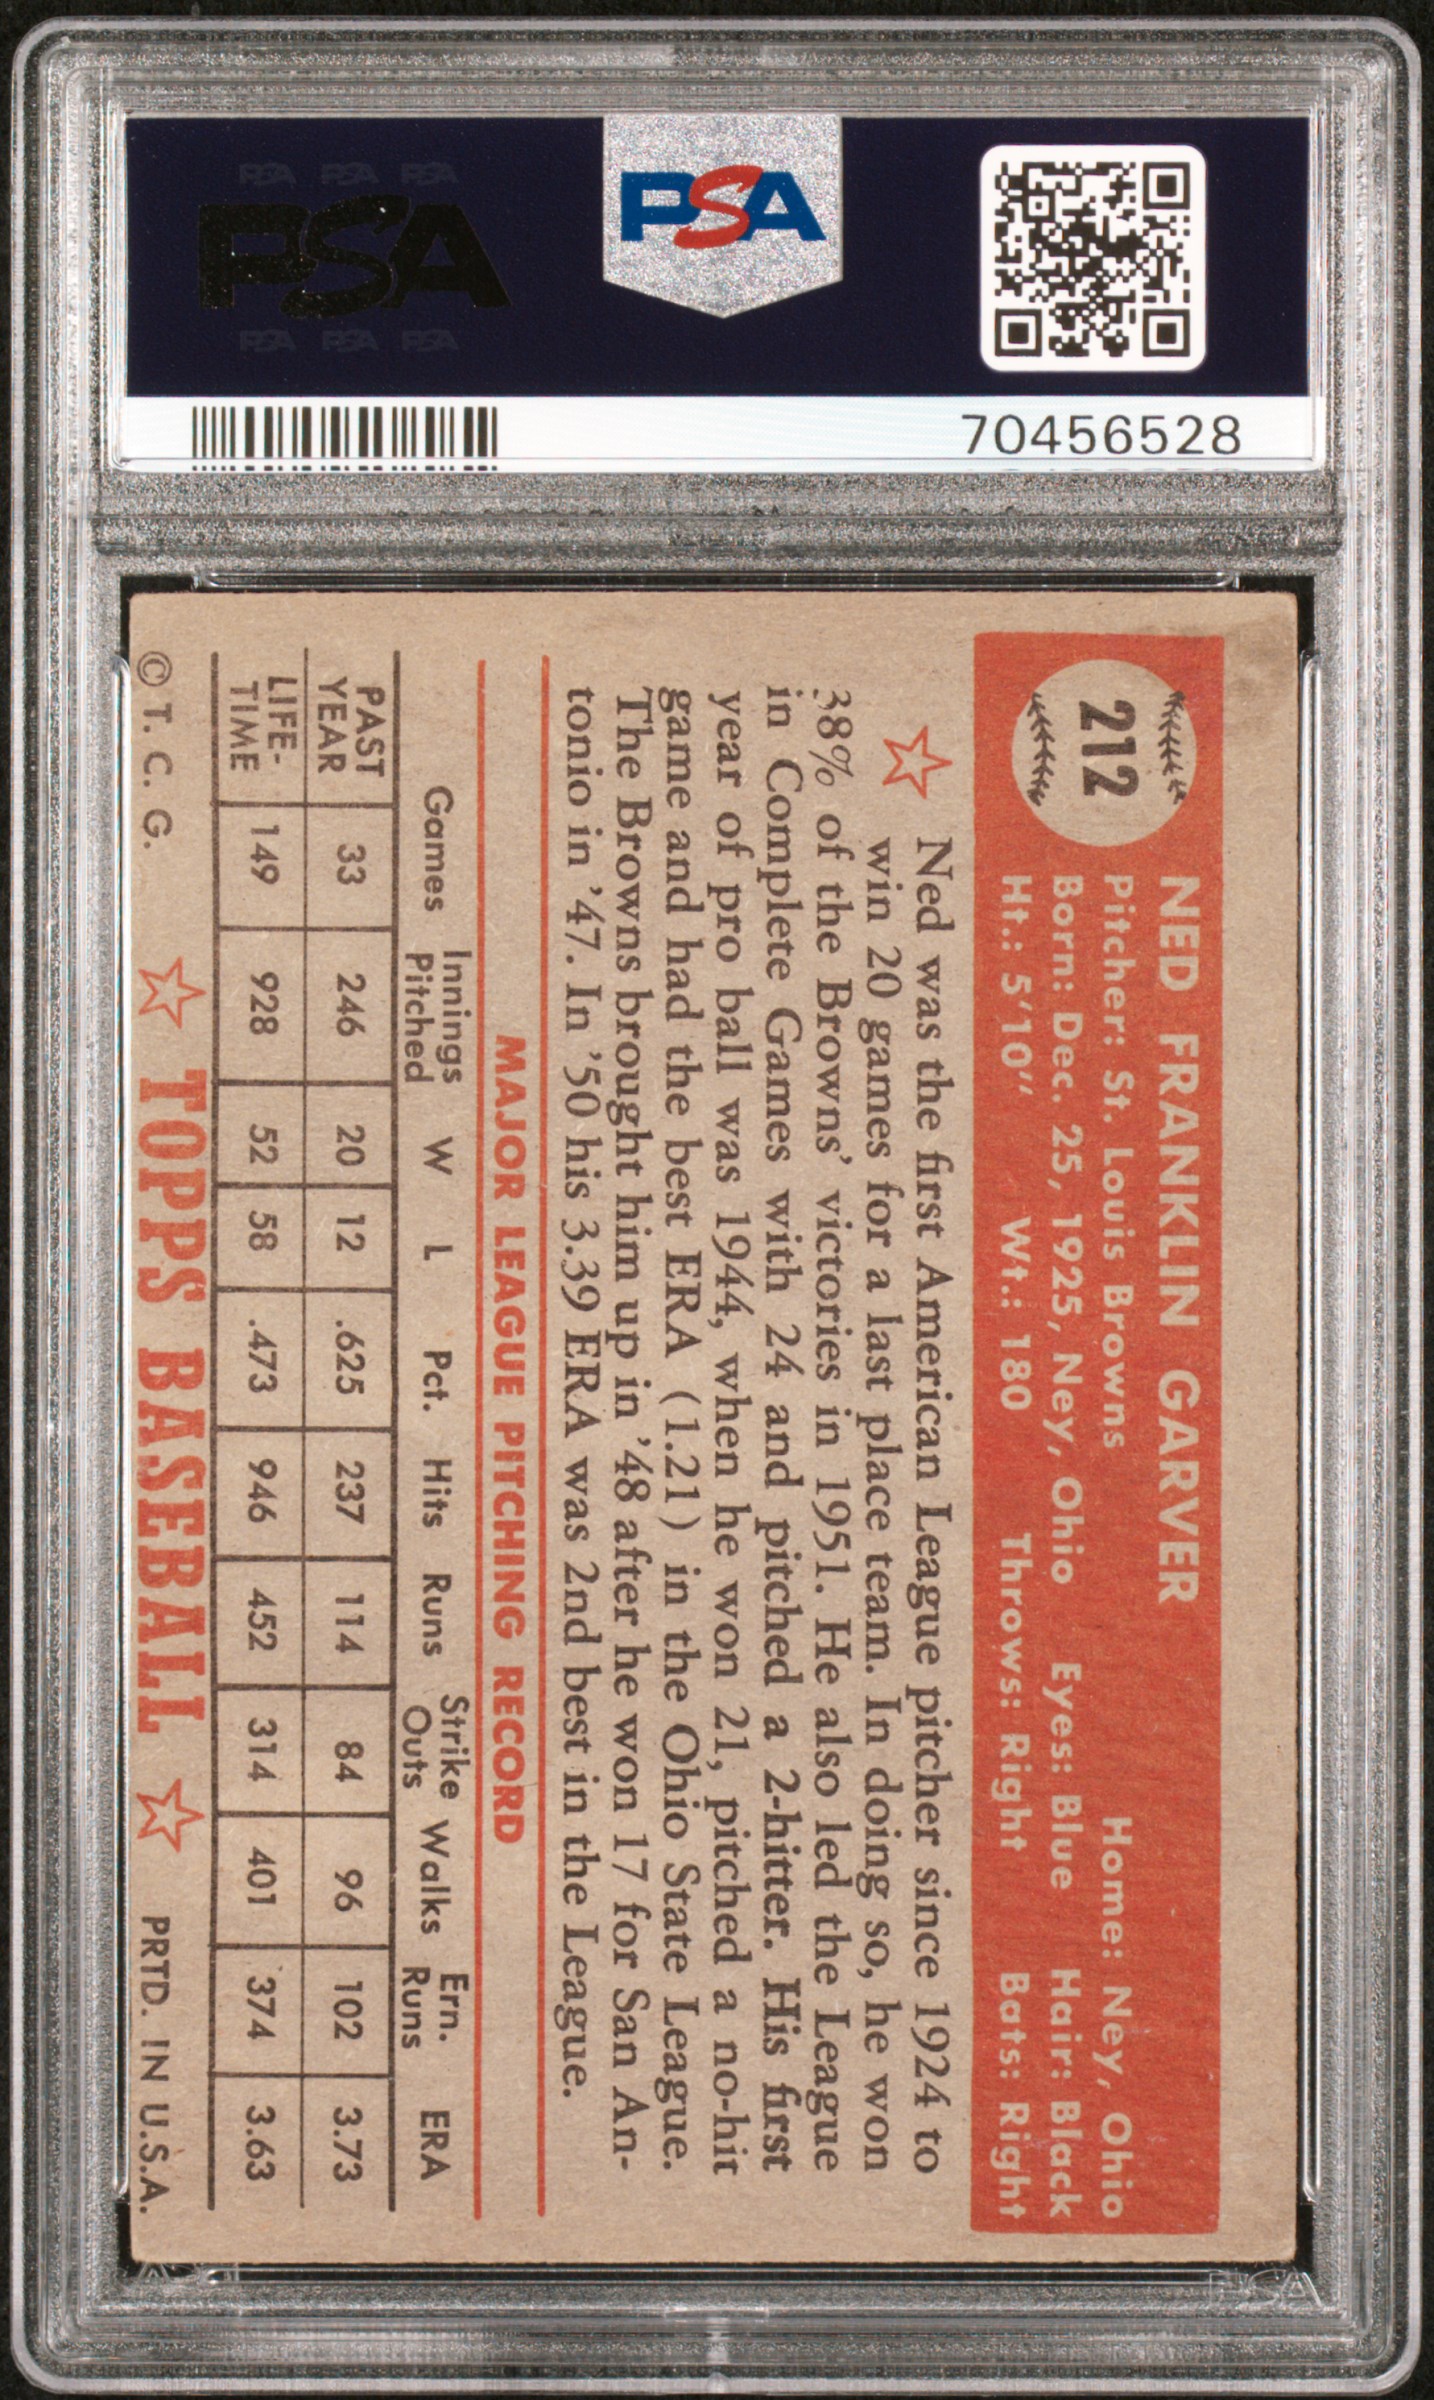 PSA PSA PSA
PSA
PSA PSA PSA
PSA
70456528
212
NED FRANKLIN GARVER
Pitcher: St. Louis Browns Home: Ney, Ohio
Born: Dec. 25, 1925, Ney, Ohio Eyes: Blue Hair: Black
Ht.: 5'10" Wt.: 180 Throws: Right Bats: Right
Ned was the first American League pitcher since 1924 to
win 20 games for a last place team. In doing so, he won
38% of the Browns' victories in 1951. He also led the League
in Complete Games with 24 and pitched a 2-hitter. His first
year of pro ball was 1944, when he won 21, pitched a no-hit
game and had the best ERA (1.21) in the Ohio State League.
The Browns brought him up in '48 after he won 17 for San An-
tonio in '47. In '50 his 3.39 ERA was 2nd best in the League.
MAJOR LEAGUE PITCHING RECORD
Games Innings Pitched W L Pct. Hits Runs Strike Outs Walks Ern. Runs ERA
PAST YEAR 33 246 20 12 .625 237 114 84 96 102 3.73
LIFE-TIME 149 928 52 58 .473 946 452 314 401 374 3.63
© T. C. G. TOPPS BASEBALL PRTD. IN U.S.A.
PSA